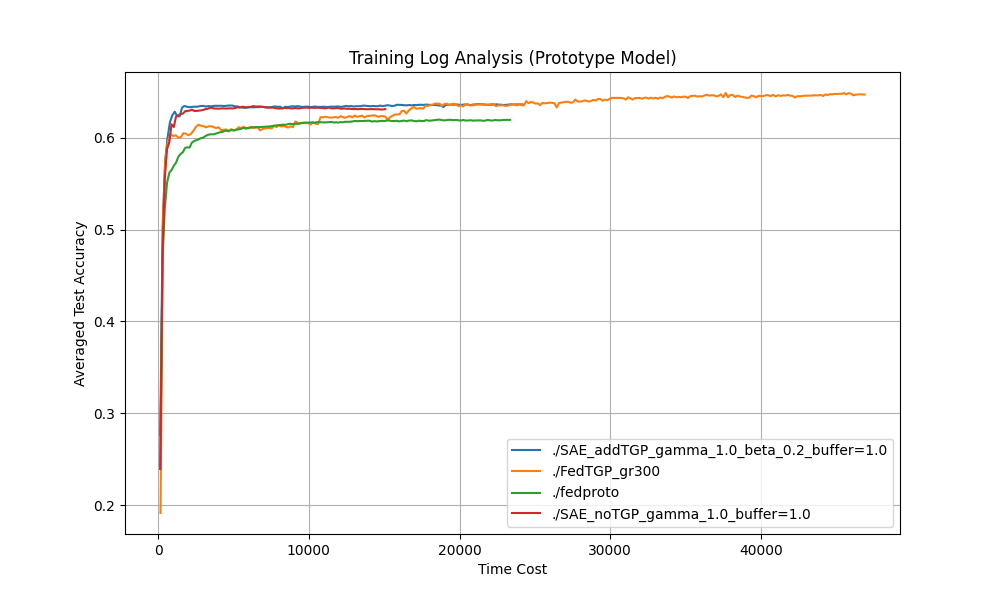 Training Log Analysis (Prototype Model)
Averaged Test Accuracy
0.6
0.5
0.4
0.3
0.2
./SAE_addTGP_gamma_1.0_beta_0.2_buffer=1.0
./FedTGP_gr300
./fedproto
./SAE_noTGP_gamma_1.0_buffer=1.0
0 10000 20000 30000 40000
Time Cost